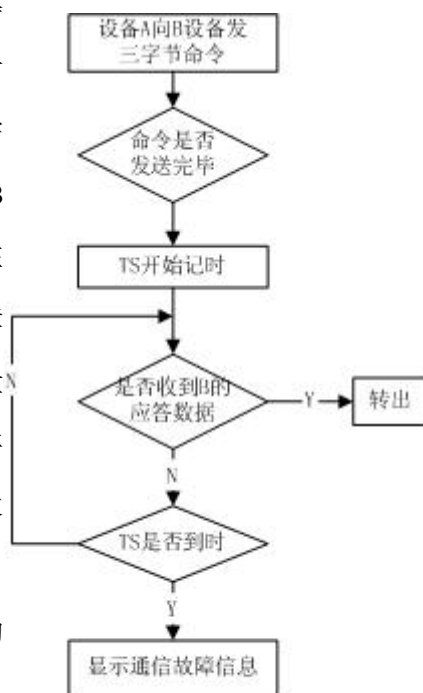 设备A向B设备发
三字节命令
命令是否
发送完毕
TS开始记时
是否收到B的
应答数据
Y
转出
N
N
TS是否到时
Y
显示通信故障信息